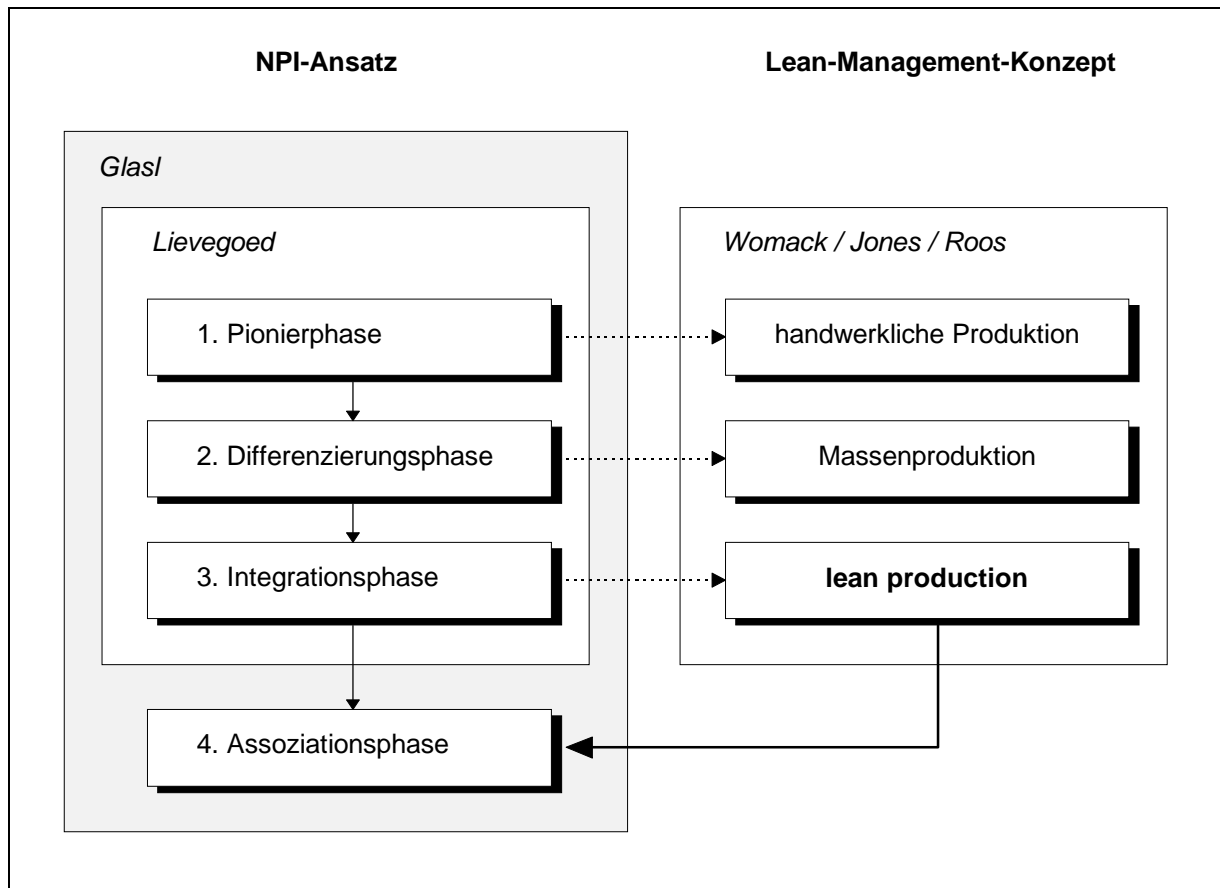 NPI-Ansatz
Lean-Management-Konzept
Glasl
Lievegoed
Womack / Jones / Roos
1. Pionierphase
handwerkliche Produktion
2. Differenzierungsphase
Massenproduktion
3. Integrationsphase
lean production
4. Assoziationsphase